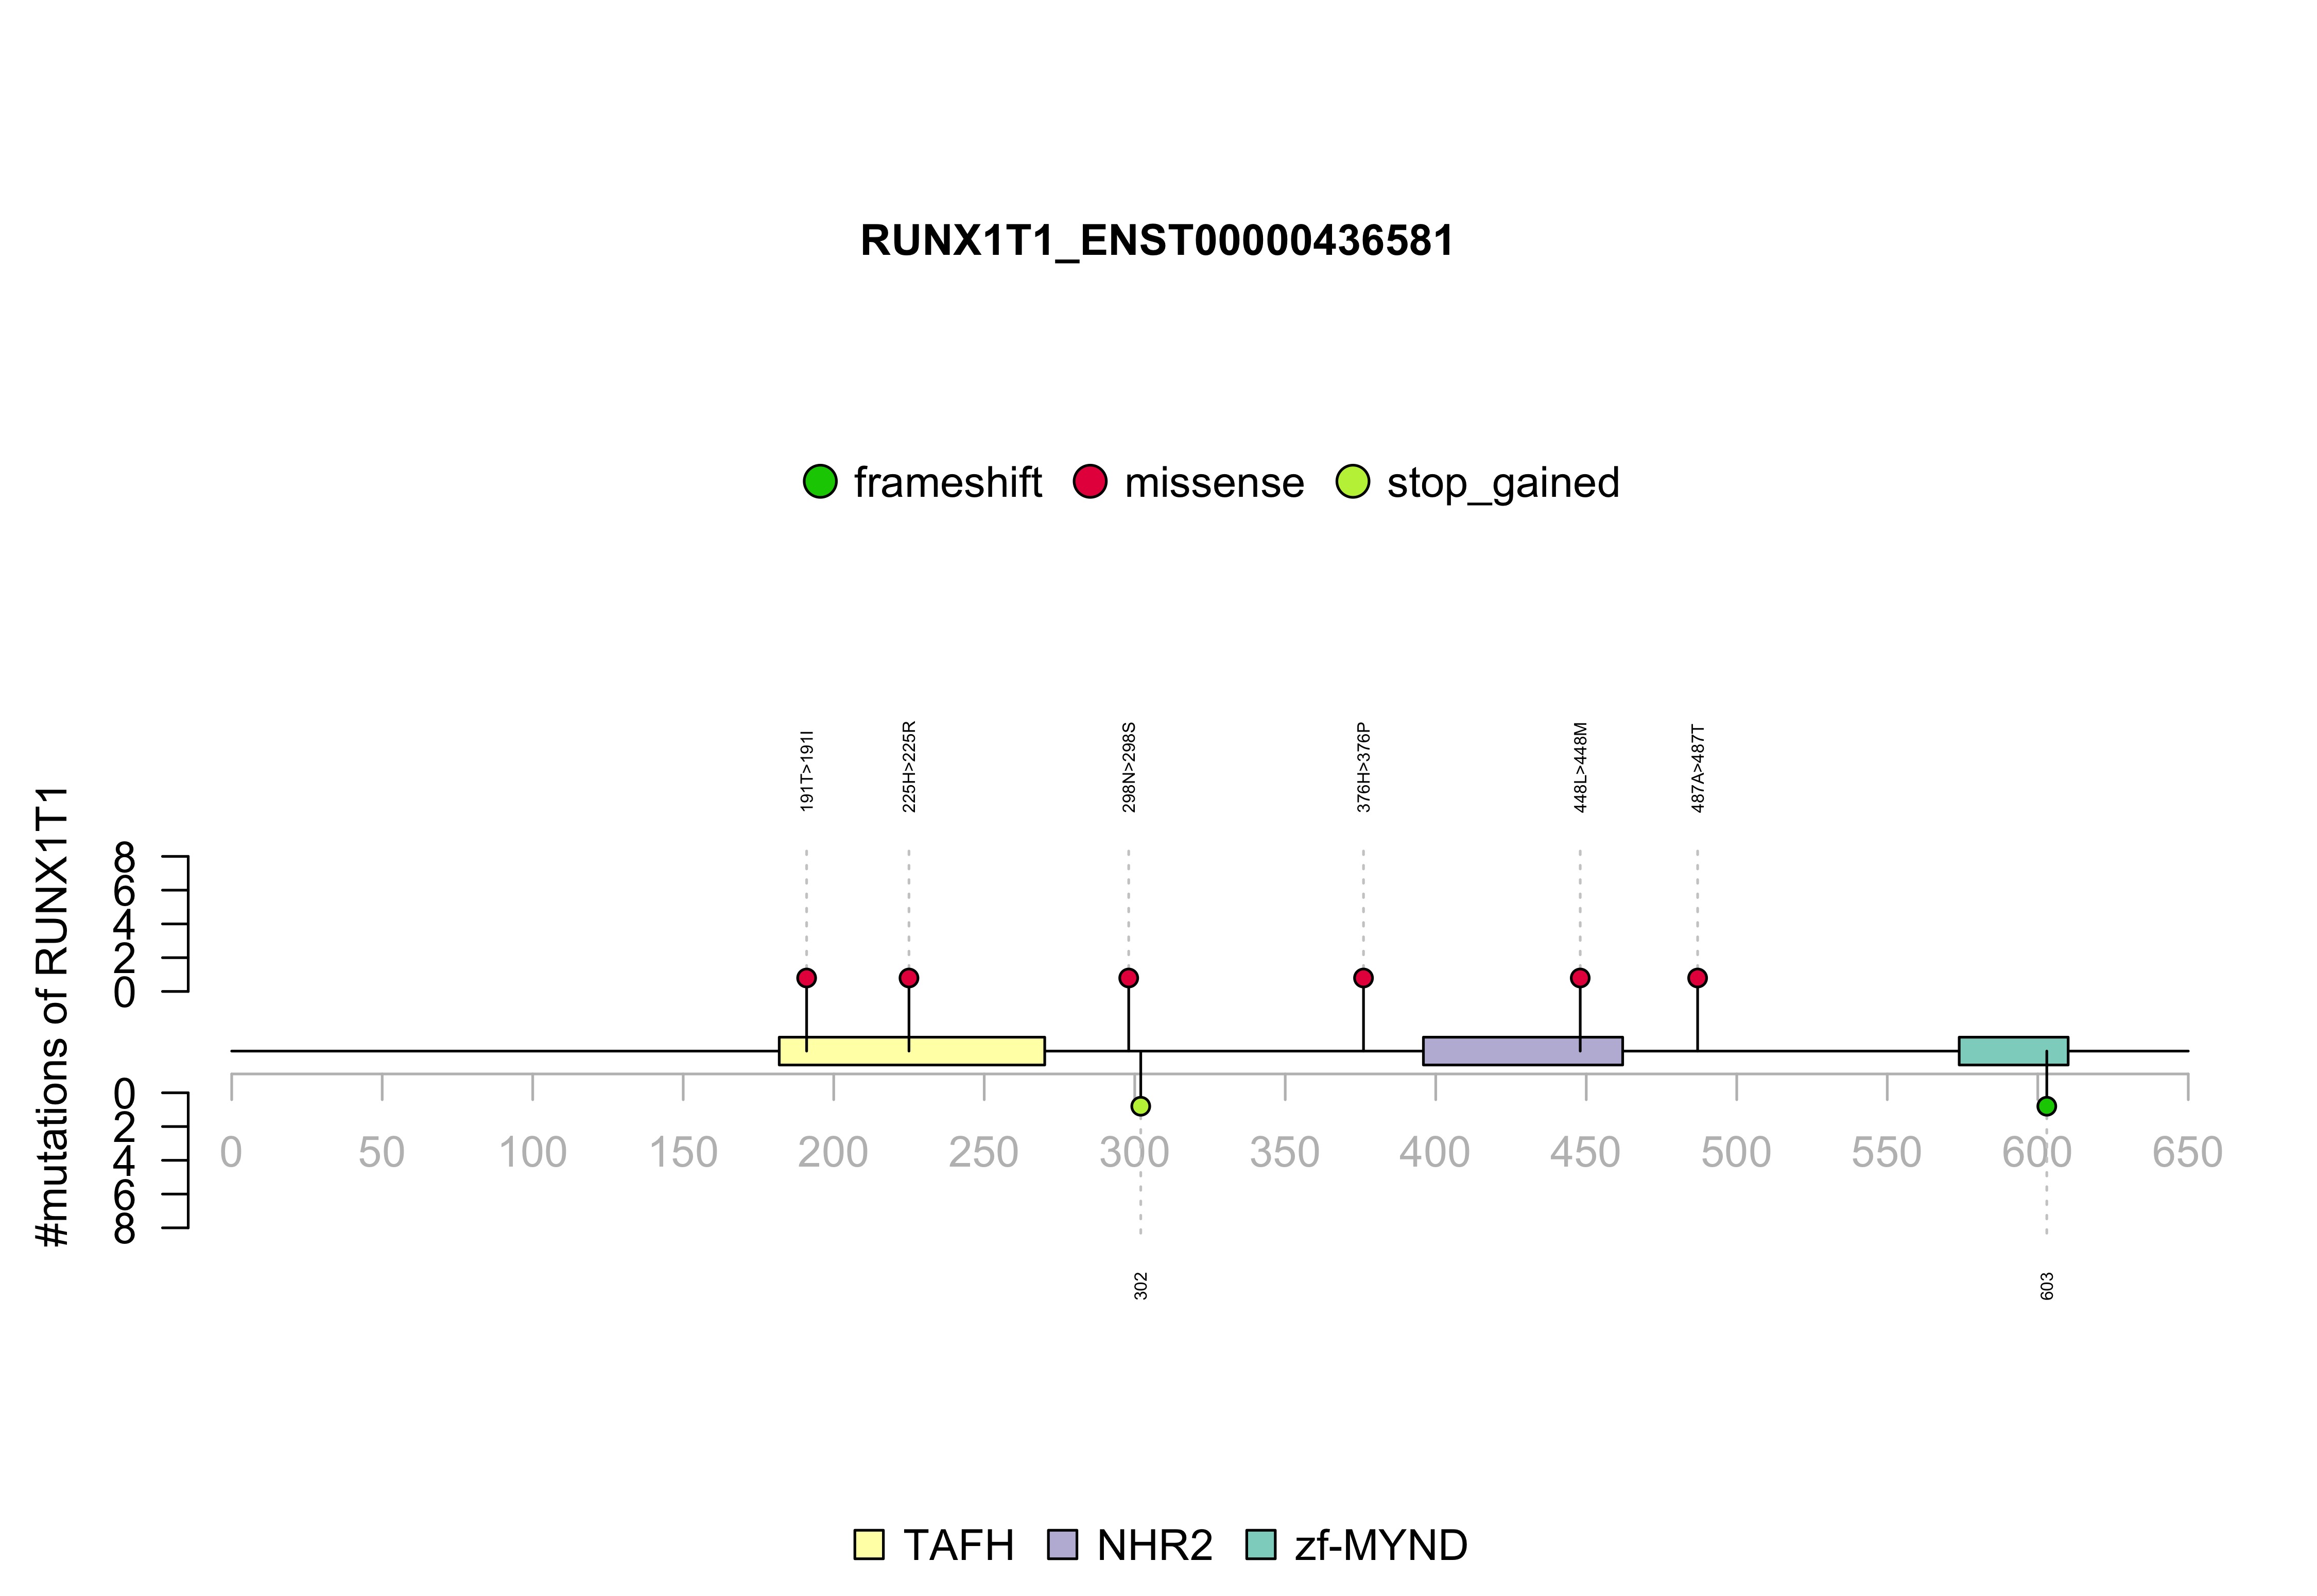 RUNX1T1_ENST00000436581
frameshift missense stop_gained
191T>191I
225H>225R
298N>298S
376H>376P
448L>448M
487A>487T
#mutations of RUNX1T1
8
6
4
2
0
0
2
4
6
8
0 50 100 150 200 250 300 350 400 450 500 550 600 650
302
603
TAFH NHR2 zf-MYND